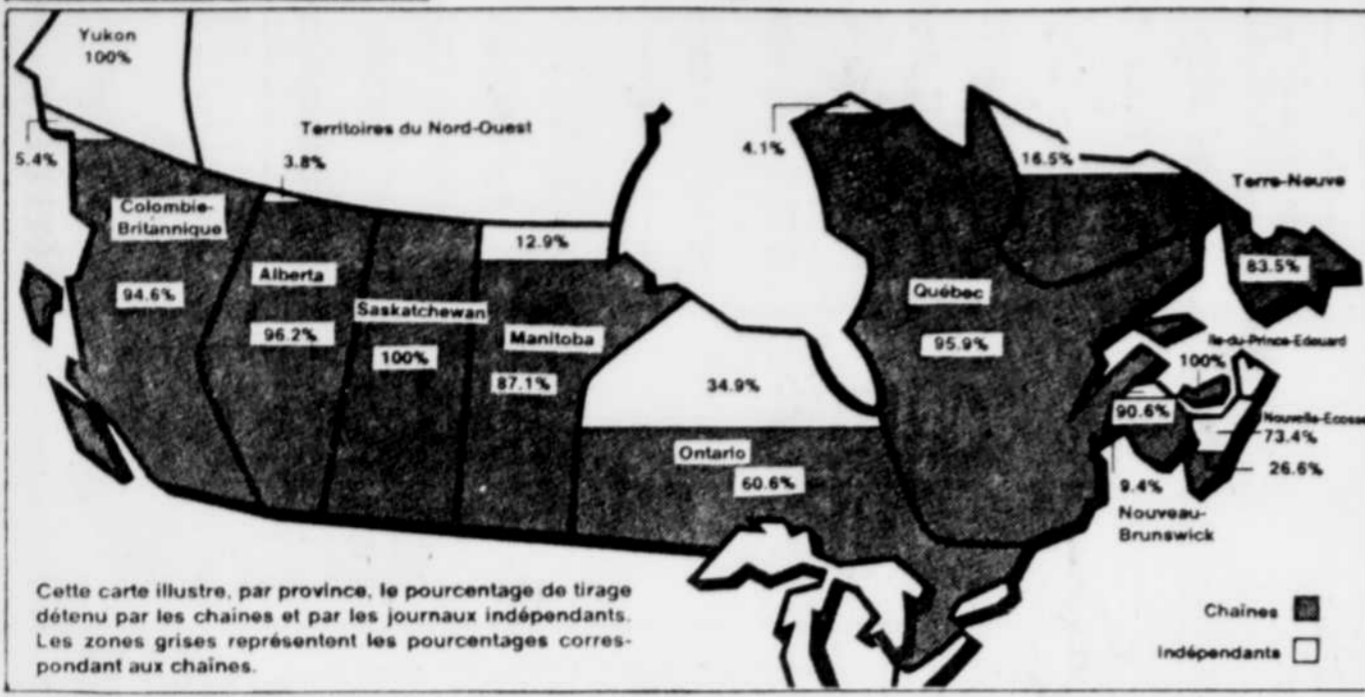 Yukon
100%
Territoires du Nord-Ouest
5.4%
3.8%
4.1%
16.5%
Terre-Neuve
83.5%
Colombie-
Britannique
94.6%
Alberta
96.2%
Saskatchewan
100%
12.9%
Manitoba
87.1%
34.9%
Ontario
60.6%
Québec
95.9%
Ile-du-Prince-Edouard
100%
90.6%
9.4%
Nouveau-
Brunswick
Nouvelle-Ecosse
73.4%
26.6%
Cette carte illustre, par province, le pourcentage de tirage
détenu par les chaines et par les journaux indépendants.
Les zones grises représentent les pourcentages corres-
pondant aux chaînes.
Chaînes
Indépendants